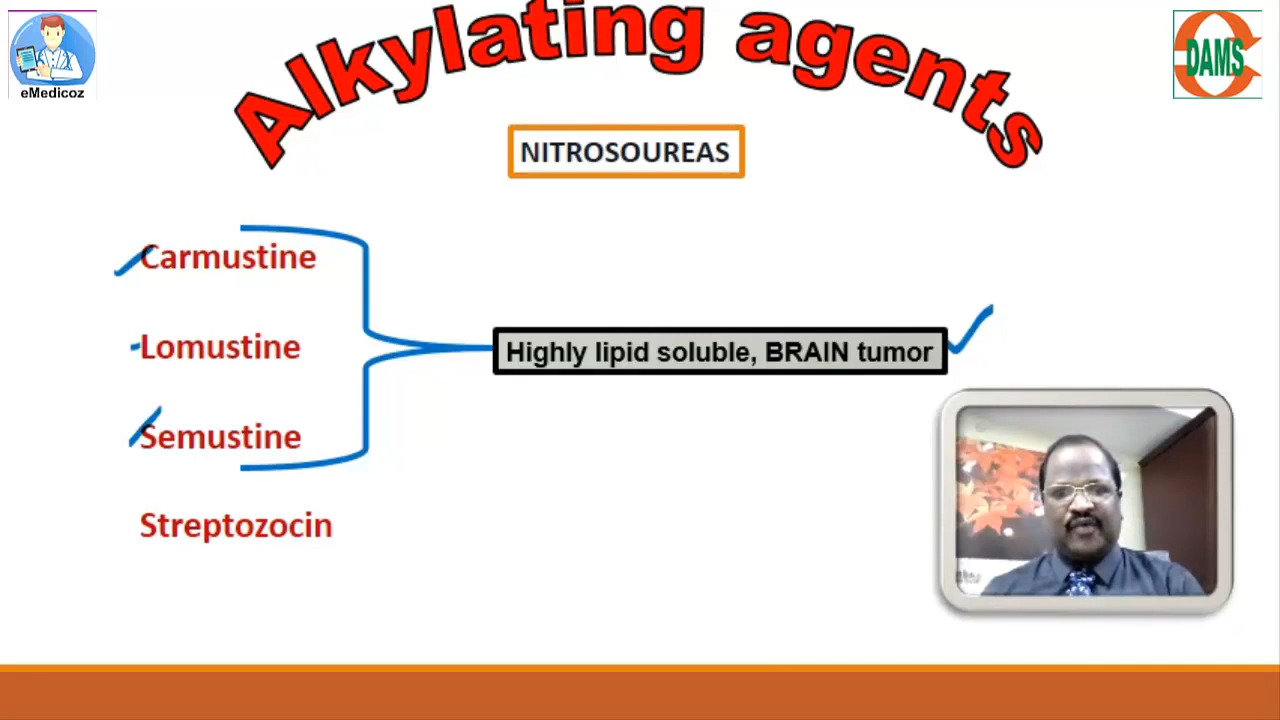 Alkylating agents
eMedicoz
DAMS
NITROSOUREAS
Carmustine
Lomustine
Highly lipid soluble, BRAIN tumor
Semustine
Streptozocin